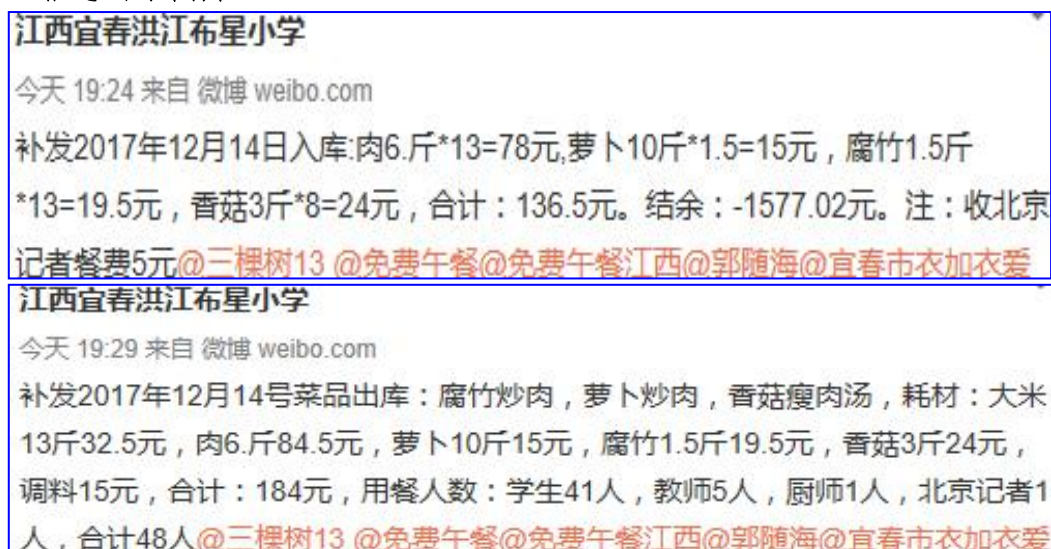 江西宜春洪江布星小学
今天 19:24 来自 微博 weibo.com
补发2017年12月14日入库:肉6.斤*13=78元,萝卜10斤*1.5=15元，腐竹1.5斤
*13=19.5元，香菇3斤*8=24元，合计：136.5元。结余：-1577.02元。注：收北京
记者餐费5元@三棵树13 @免费午餐@免费午餐江西@郭随海@宜春市衣加衣爱
江西宜春洪江布星小学
今天 19:29 来自 微博 weibo.com
补发2017年12月14号菜品出库：腐竹炒肉，萝卜炒肉，香菇瘦肉汤，耗材：大米
13斤32.5元，肉6.斤84.5元，萝卜10斤15元，腐竹1.5斤19.5元，香菇3斤24元，
调料15元，合计：184元，用餐人数：学生41人，教师5人，厨师1人，北京记者1
人，合计48人@三棵树13 @免费午餐@免费午餐江西@郭随海@宜春市衣加衣爱